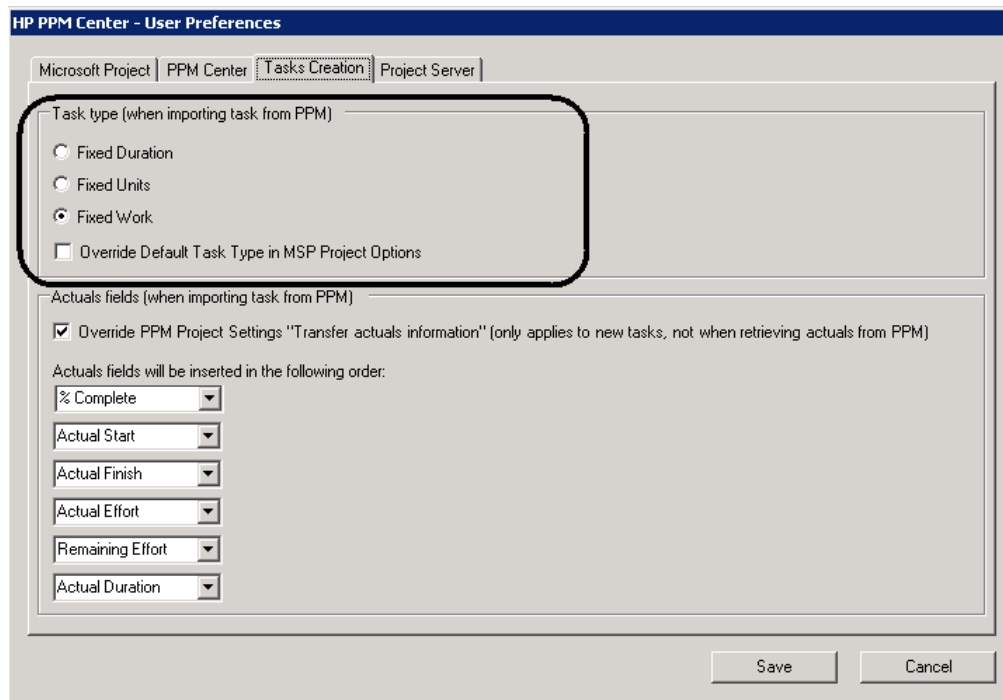 HP PPM Center - User Preferences
Microsoft Project PPM Center Tasks Creation Project Server
Task type (when importing task from PPM)
Fixed Duration
Fixed Units
Fixed Work
Override Default Task Type in MSP Project Options
Actuals fields (when importing task from PPM)
Override PPM Project Settings "Transfer actuals information" (only applies to new tasks, not when retrieving actuals from PPM)
Actuals fields will be inserted in the following order:
% Complete
Actual Start
Actual Finish
Actual Effort
Remaining Effort
Actual Duration
Save Cancel